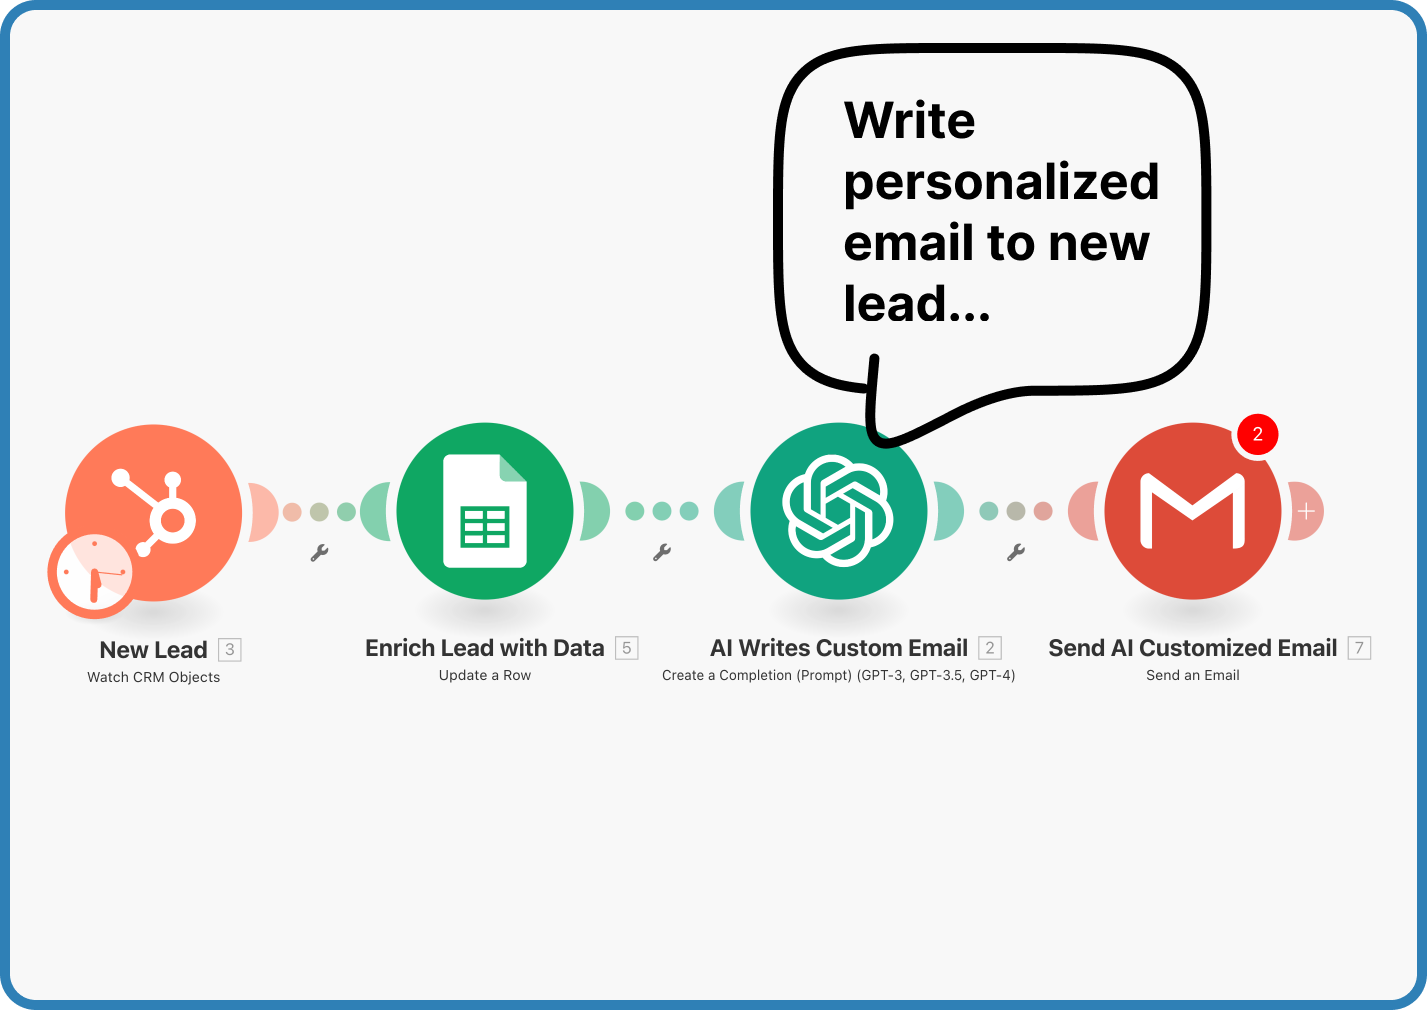 Write
personalized
email to new
lead...
2
New Lead 3
Watch CRM Objects
Enrich Lead with Data 5
Update a Row
AI Writes Custom Email 2
Create a Completion (Prompt) (GPT-3, GPT-3.5, GPT-4)
Send AI Customized Email 7
Send an Email